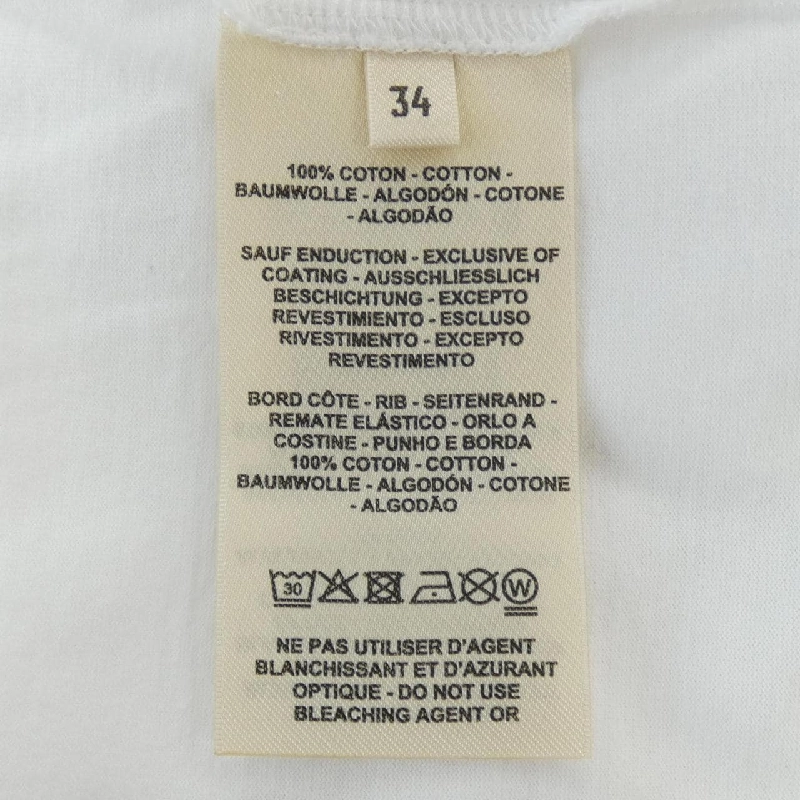 34
100% COTON - COTTON -
BAUMWOLLE - ALGODÓN - COTONE
- ALGODÃO
SAUF ENDUCTION - EXCLUSIVE OF
COATING - AUSSCHLIESSLICH
BESCHICHTUNG - EXCEPTO
REVESTIMIENTO - ESCLUSO
RIVESTIMENTO - EXCEPTO
REVESTIMENTO
BORD CÔTE - RIB - SEITENRAND -
REMATE ELÁSTICO - ORLO A
COSTINE - PUNHO E BORDA
100% COTON - COTTON -
BAUMWOLLE - ALGODÓN - COTONE
- ALGODÃO
30 W
NE PAS UTILISER D'AGENT
BLANCHISSANT ET D'AZURANT
OPTIQUE - DO NOT USE
BLEACHING AGENT OR